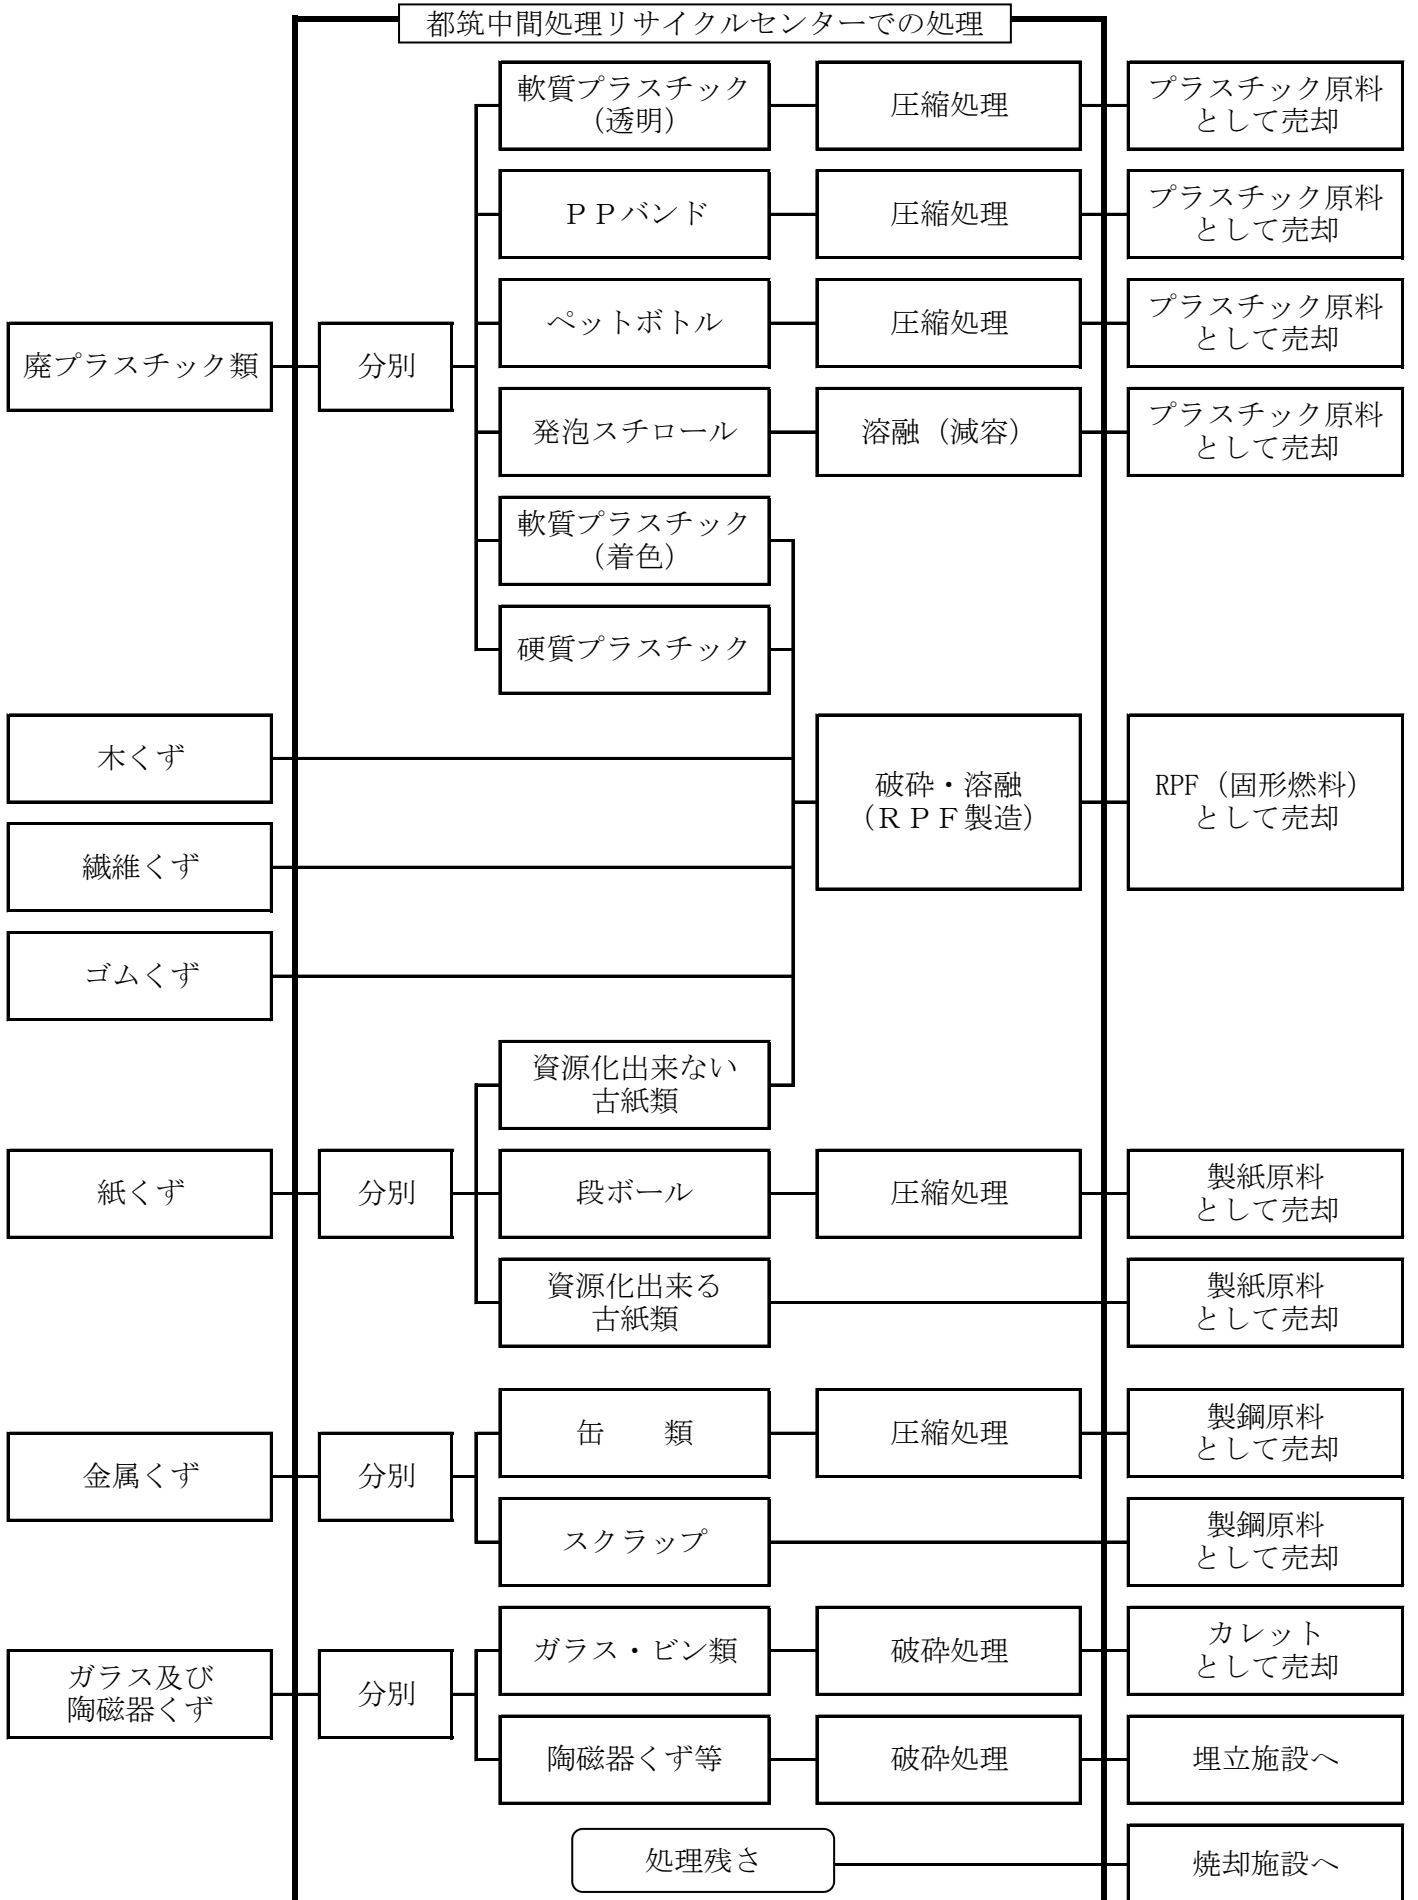 都筑中間処理リサイクルセンターでの処理
軟質プラスチック
（透明）
圧縮処理
プラスチック原料
として売却
ＰＰバンド
圧縮処理
プラスチック原料
として売却
ペットボトル
圧縮処理
プラスチック原料
として売却
廃プラスチック類
分別
発泡スチロール
溶融（減容）
プラスチック原料
として売却
軟質プラスチック
（着色）
硬質プラスチック
木くず
破砕・溶融
（ＲＰＦ製造）
RPF（固形燃料）
として売却
繊維くず
ゴムくず
資源化出来ない
古紙類
紙くず
分別
段ボール
圧縮処理
製紙原料
として売却
資源化出来る
古紙類
製紙原料
として売却
缶　　類
圧縮処理
製鋼原料
として売却
金属くず
分別
スクラップ
製鋼原料
として売却
ガラス・ビン類
破砕処理
カレット
として売却
ガラス及び
陶磁器くず
分別
陶磁器くず等
破砕処理
埋立施設へ
処理残さ
焼却施設へ